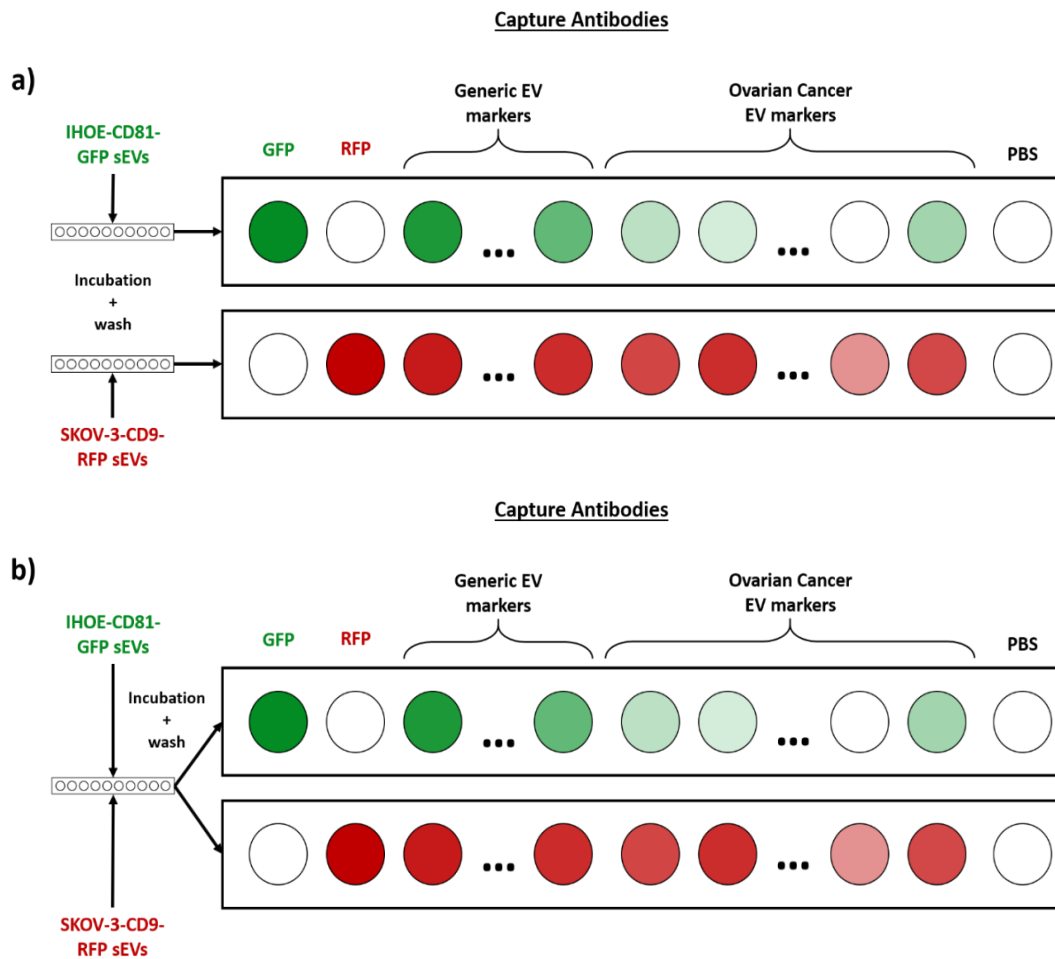 Capture Antibodies
a)
Generic EV
markers
Ovarian Cancer
EV markers
IHOE-CD81-
GFP sEVs
GFP
RFP
PBS
...
...
Incubation
+
wash
...
...
SKOV-3-CD9-
RFP sEVs
Capture Antibodies
b)
Generic EV
markers
Ovarian Cancer
EV markers
IHOE-CD81-
GFP sEVs
GFP
RFP
PBS
Incubation
+
wash
...
...
...
...
SKOV-3-CD9-
RFP sEVs